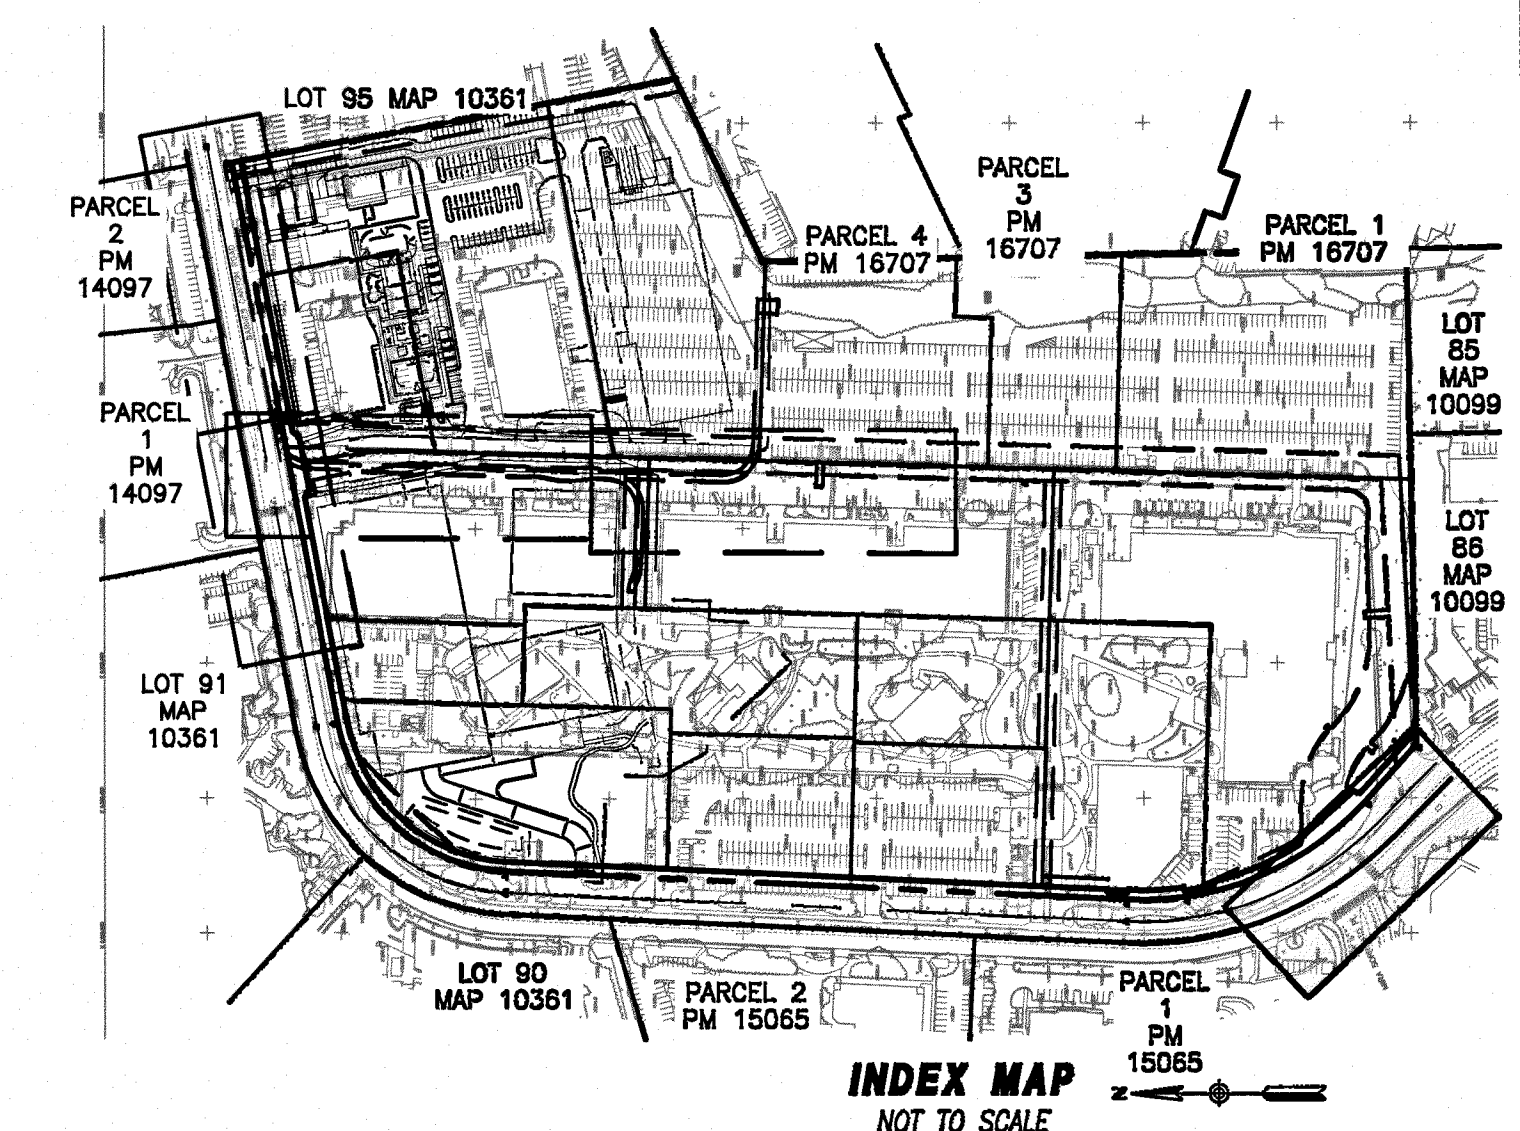 LOT 95 MAP 10361
PARCEL
2
PM
14097
PARCEL
1
PM
14097
LOT 91
MAP
10361
PARCEL 4
PM 16707
PARCEL
3
PM
16707
PARCEL 1
PM 16707
LOT
85
MAP
10099
LOT
86
MAP
10099
LOT 90
MAP 10361
PARCEL 2
PM 15065
PARCEL
1
PM
15065
INDEX MAP
NOT TO SCALE
N